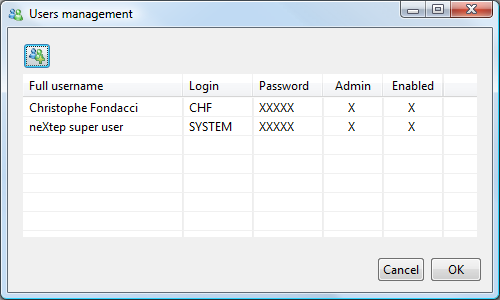 Users management
Full username Login Password Admin Enabled
Christophe Fondacci CHF XXXXX X X
neXtep super user SYSTEM XXXXX X X
Cancel OK